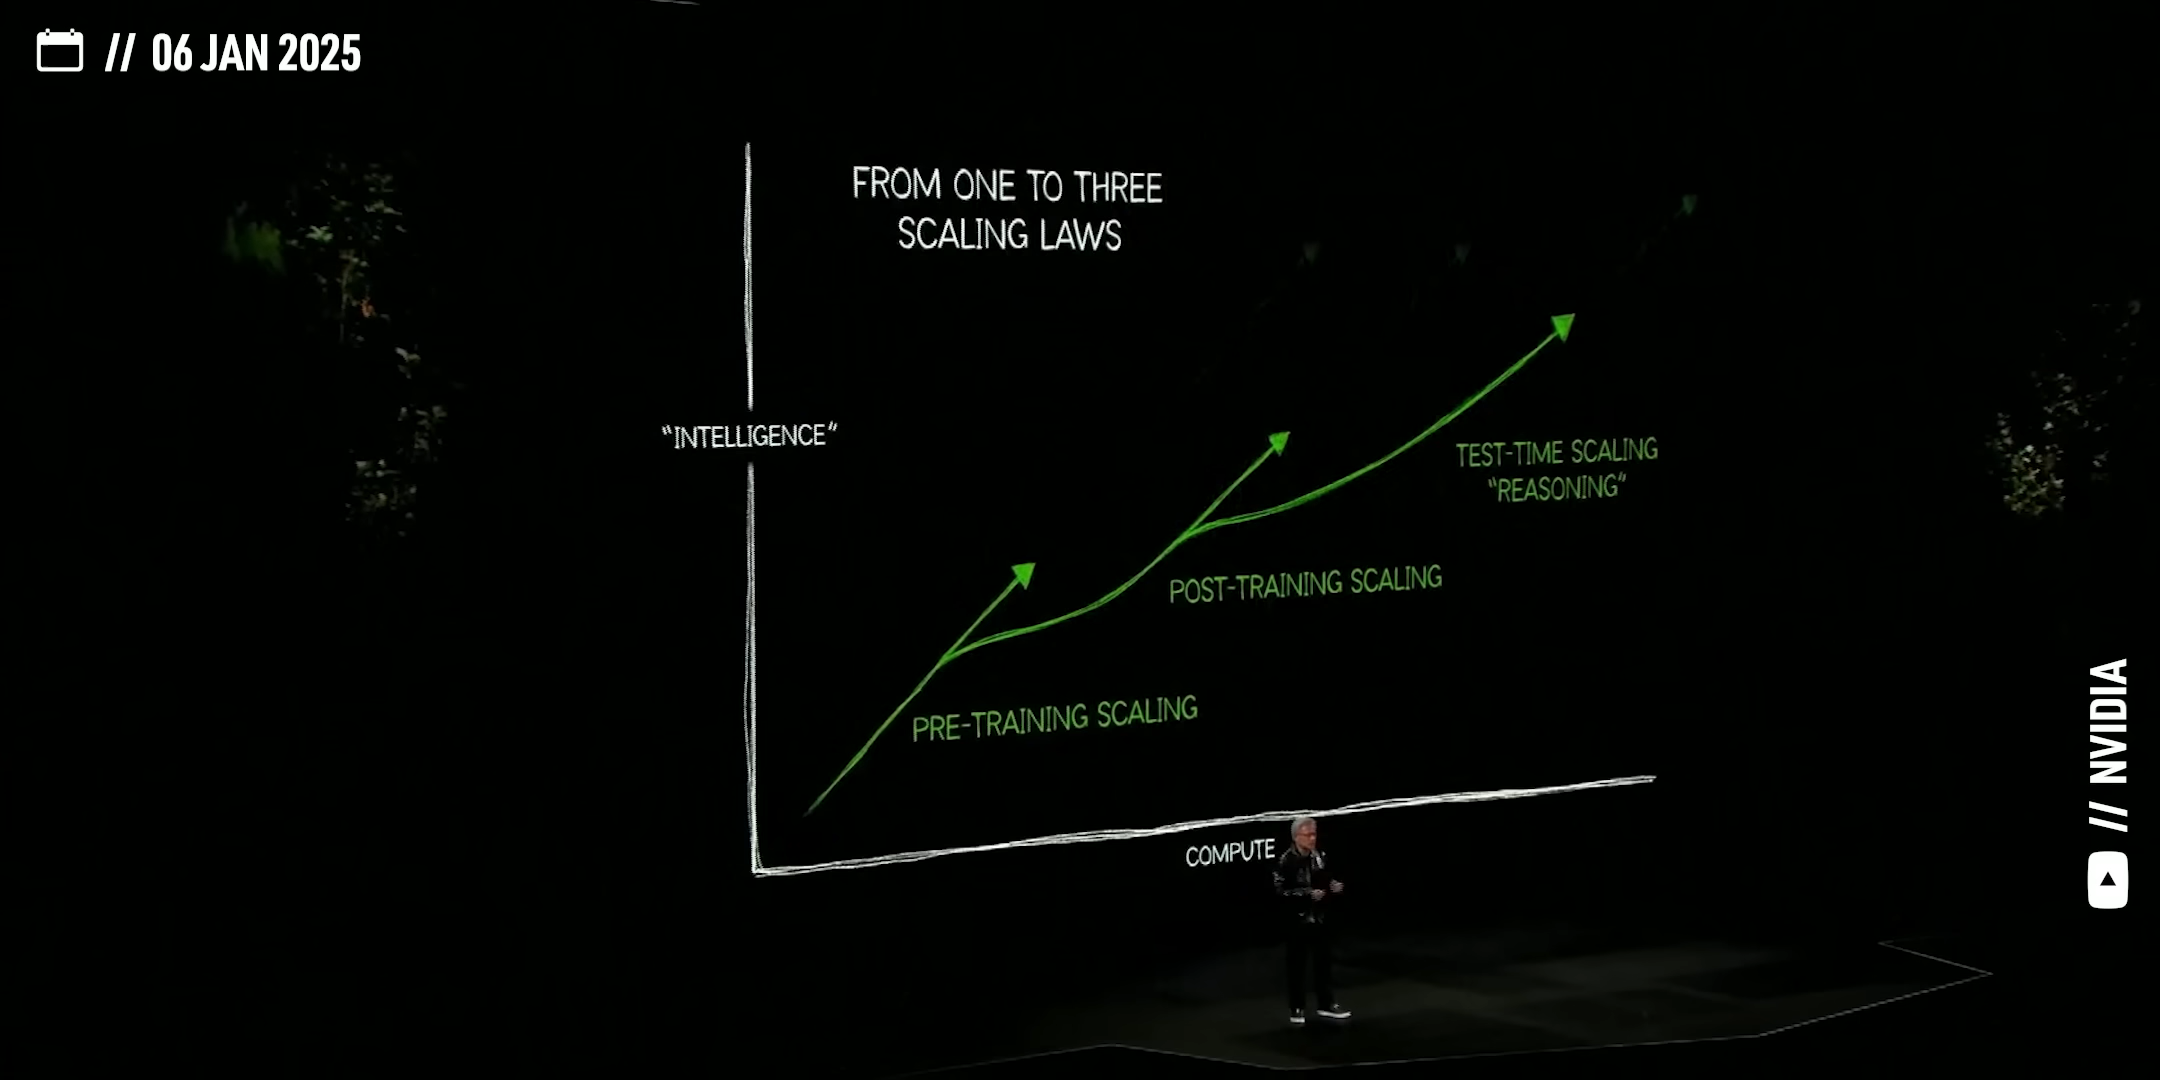 // 06 JAN 2025
FROM ONE TO THREE
SCALING LAWS
“INTELLIGENCE”
TEST-TIME SCALING
“REASONING”
POST-TRAINING SCALING
PRE-TRAINING SCALING
COMPUTE
// NVIDIA